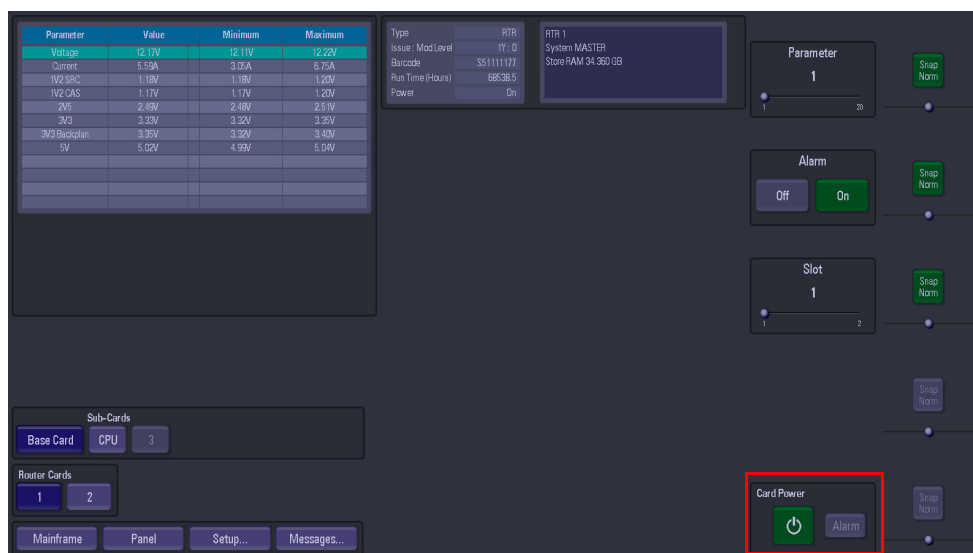 Parameter Value Minimum Maximum
Voltage 12.17V 12.11V 12.22V
Current 5.59A 3.05A 6.75A
1V2 SRC 1.18V 1.18V 1.20V
1V2 CAS 1.17V 1.17V 1.20V
2V5 2.49V 2.48V 2.51V
3V3 3.33V 3.32V 3.35V
3V3 Backplan 3.35V 3.32V 3.40V
5V 5.02V 4.99V 5.04V
Type RTR
Issue : Mod Level 1Y : 0
Barcode S51111177
Run Time (Hours) 68538.5
Power On
RTR 1
System MASTER
Store RAM 34.360 GB
Parameter
1
1 20
Snap
Norm
Alarm
Off On
Snap
Norm
Slot
1
1 2
Snap
Norm
Snap
Norm
Sub-Cards
Base Card CPU 3
Router Cards
1 2
Mainframe Panel Setup... Messages...
Card Power
Alarm
Snap
Norm